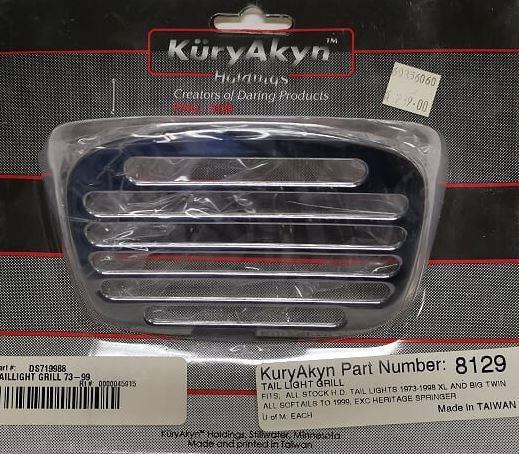 KüryAkyn™
Holdings
Creators of Daring Products
$
.00
Part #: DS719988
TAILLIGHT GRILL 73-99
R1#: 0000045915
KuryAkyn Part Number: 8129
TAIL LIGHT GRILL
FITS: ALL STOCK H.D. TAIL LIGHTS 1973-1998 XL AND BIG TWIN
ALL SOFTAILS TO 1999, EXC HERITAGE SPRINGER
U of M: EACH
Made in TAIWAN
KüryAkyn™ Holdings, Stillwater, Minnesota
Made and printed in Taiwan